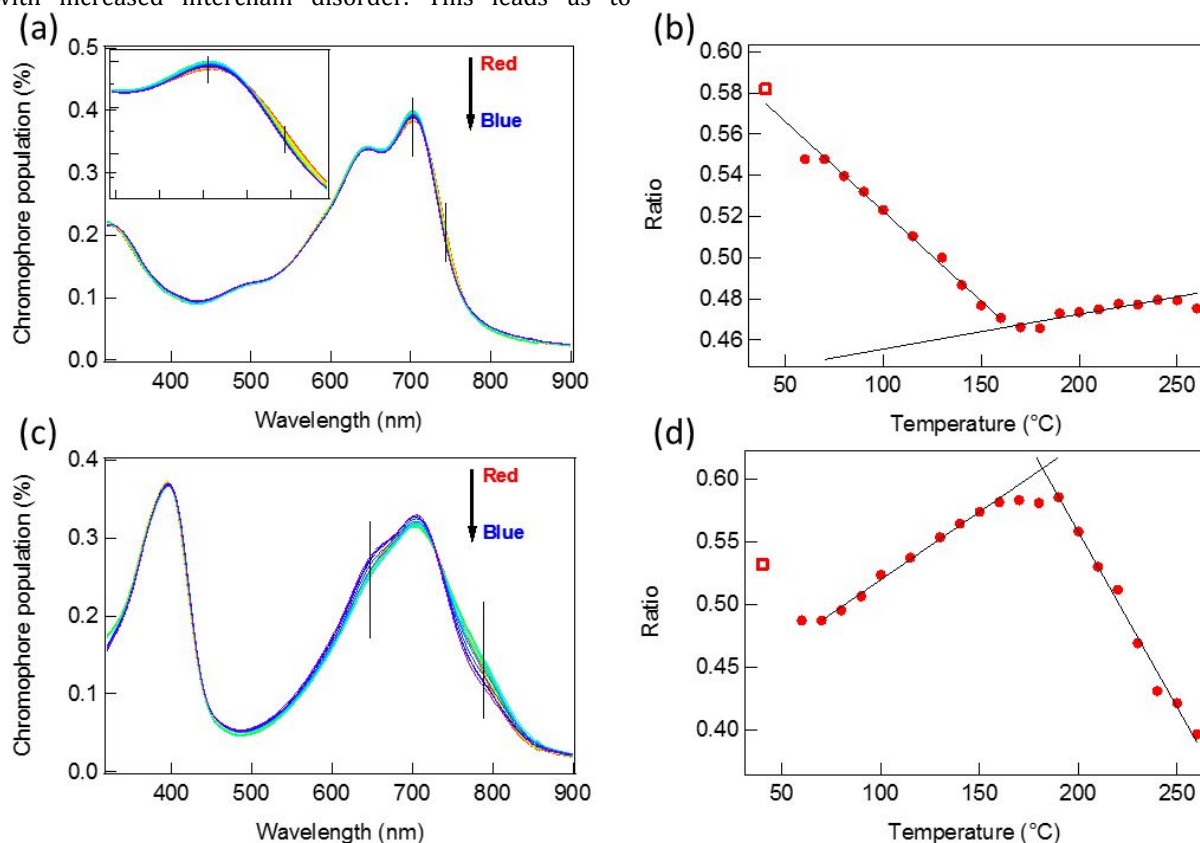 with increased interchain disorder. This leads us to
(a)
0.5
0.4
0.3
0.2
0.1
0.0
Chromophore population (%)
Red
Blue
400 500 600 700 800 900
Wavelength (nm)
(b)
0.60
0.58
0.56
0.54
0.52
0.50
0.48
0.46
Ratio
50 100 150 200 250
Temperature (°C)
(c)
0.4
0.3
0.2
0.1
0.0
Chromophore population (%)
Red
Blue
400 500 600 700 800 900
Wavelength (nm)
(d)
0.60
0.55
0.50
0.45
0.40
Ratio
50 100 150 200 250
Temperature (°C)